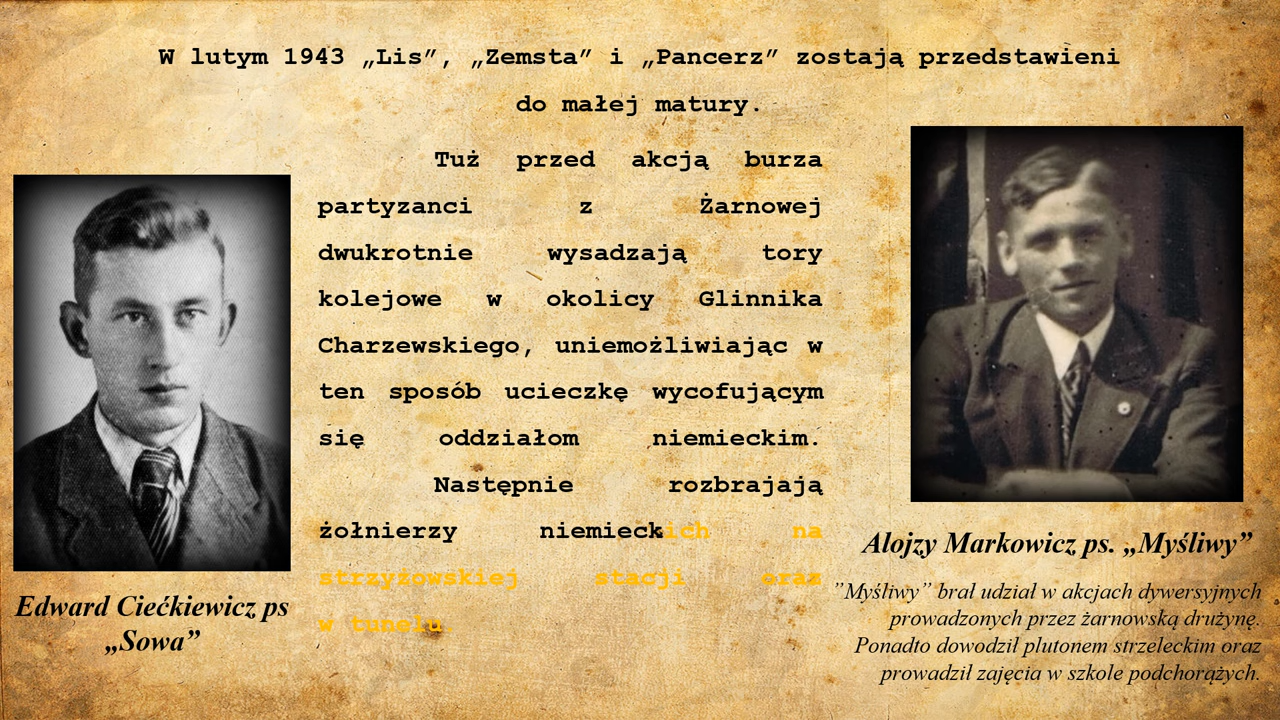 W lutym 1943 „Lis”, „Zemsta” i „Pancerz” zostają przedstawieni
do małej matury.
Tuż przed akcją burza
partyzanci z Żarnowej
dwukrotnie wysadzają tory
kolejowe w okolicy Glinnika
Charzewskiego, uniemożliwiając w
ten sposób ucieczkę wycofującym
się oddziałom niemieckim.
Następnie rozbrajają
żołnierzy niemieckich na
strzyżowskiej stacji oraz
w tunelu.
Edward Ciećkiewicz ps
„Sowa”
Alojzy Markowicz ps. „Myśliwy”
”Myśliwy” brał udział w akcjach dywersyjnych
prowadzonych przez żarnowską drużynę.
Ponadto dowodził plutonem strzeleckim oraz
prowadził zajęcia w szkole podchorążych.